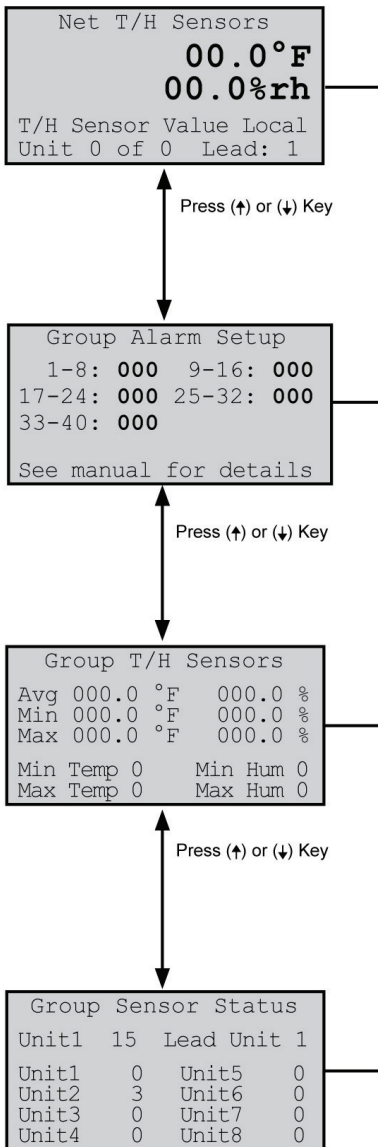 Net T/H Sensors
00.0°F
00.0%rh
T/H Sensor Value Local
Unit 0 of 0 Lead: 1
Press (↑) or (↓) Key
Group Alarm Setup
1-8: 000 9-16: 000
17-24: 000 25-32: 000
33-40: 000
See manual for details
Press (↑) or (↓) Key
Group T/H Sensors
Avg 000.0 °F 000.0 %
Min 000.0 °F 000.0 %
Max 000.0 °F 000.0 %
Min Temp 0 Min Hum 0
Max Temp 0 Max Hum 0
Press (↑) or (↓) Key
Group Sensor Status
Unit1 15 Lead Unit 1
Unit1 0 Unit5 0
Unit2 3 Unit6 0
Unit3 0 Unit7 0
Unit4 0 Unit8 0